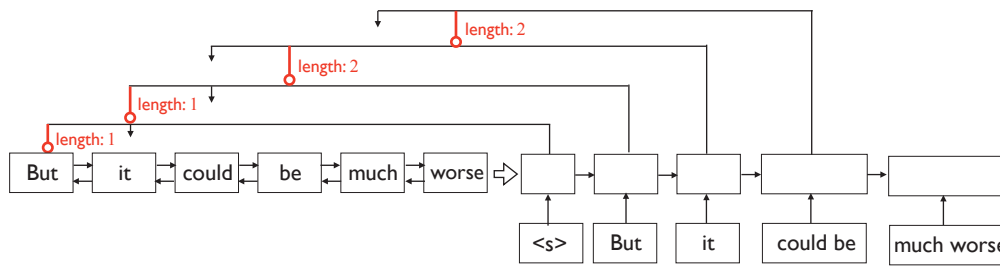 length: 2
length: 2
length: 1
length: 1
But it could be much worse
<s> But it could be much worse